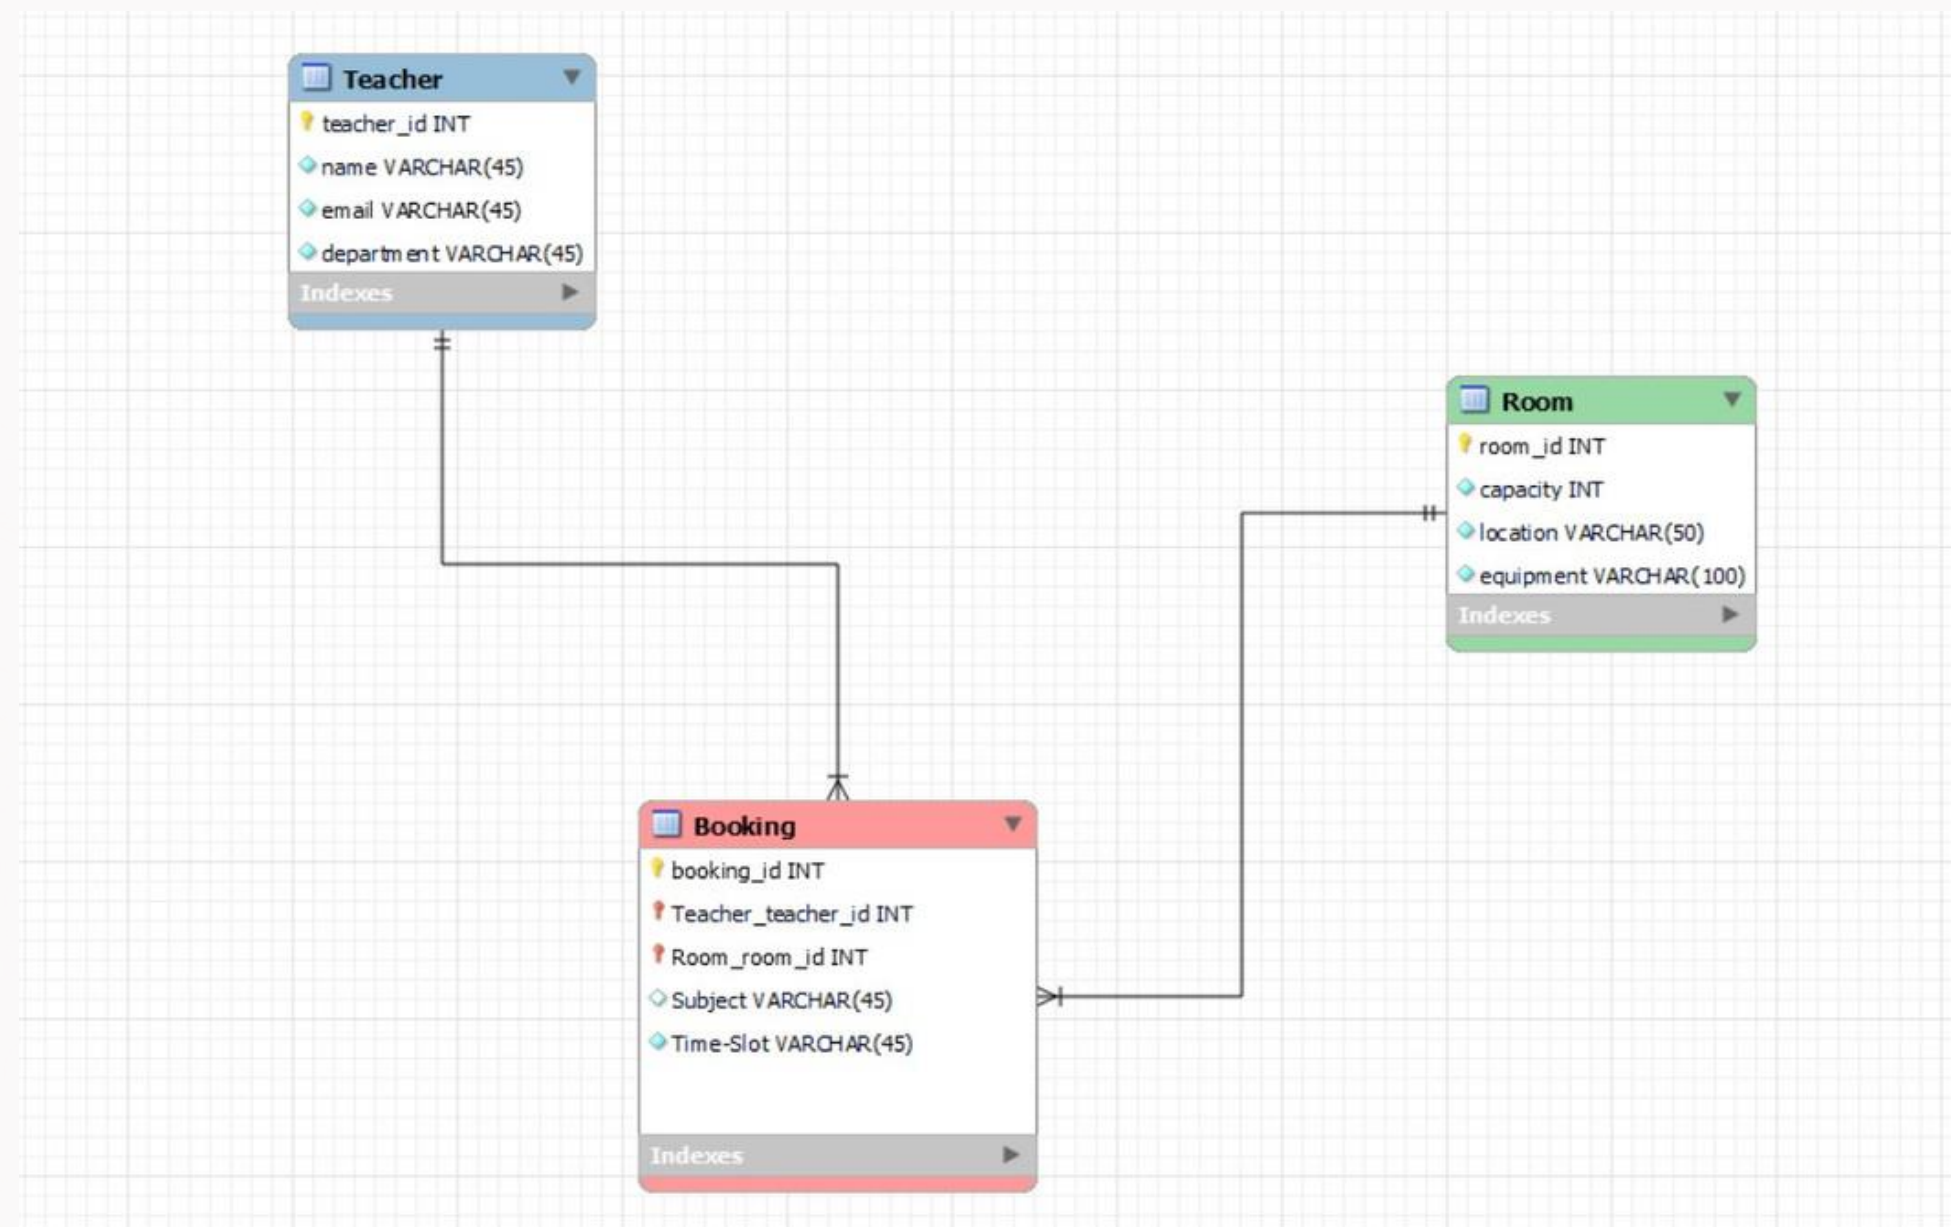 Teacher
teacher_id INT
name VARCHAR(45)
email VARCHAR(45)
department VARCHAR(45)
Indexes
Room
room_id INT
capacity INT
location VARCHAR(50)
equipment VARCHAR(100)
Indexes
Booking
booking_id INT
Teacher_teacher_id INT
Room_room_id INT
Subject VARCHAR(45)
Time-Slot VARCHAR(45)
Indexes